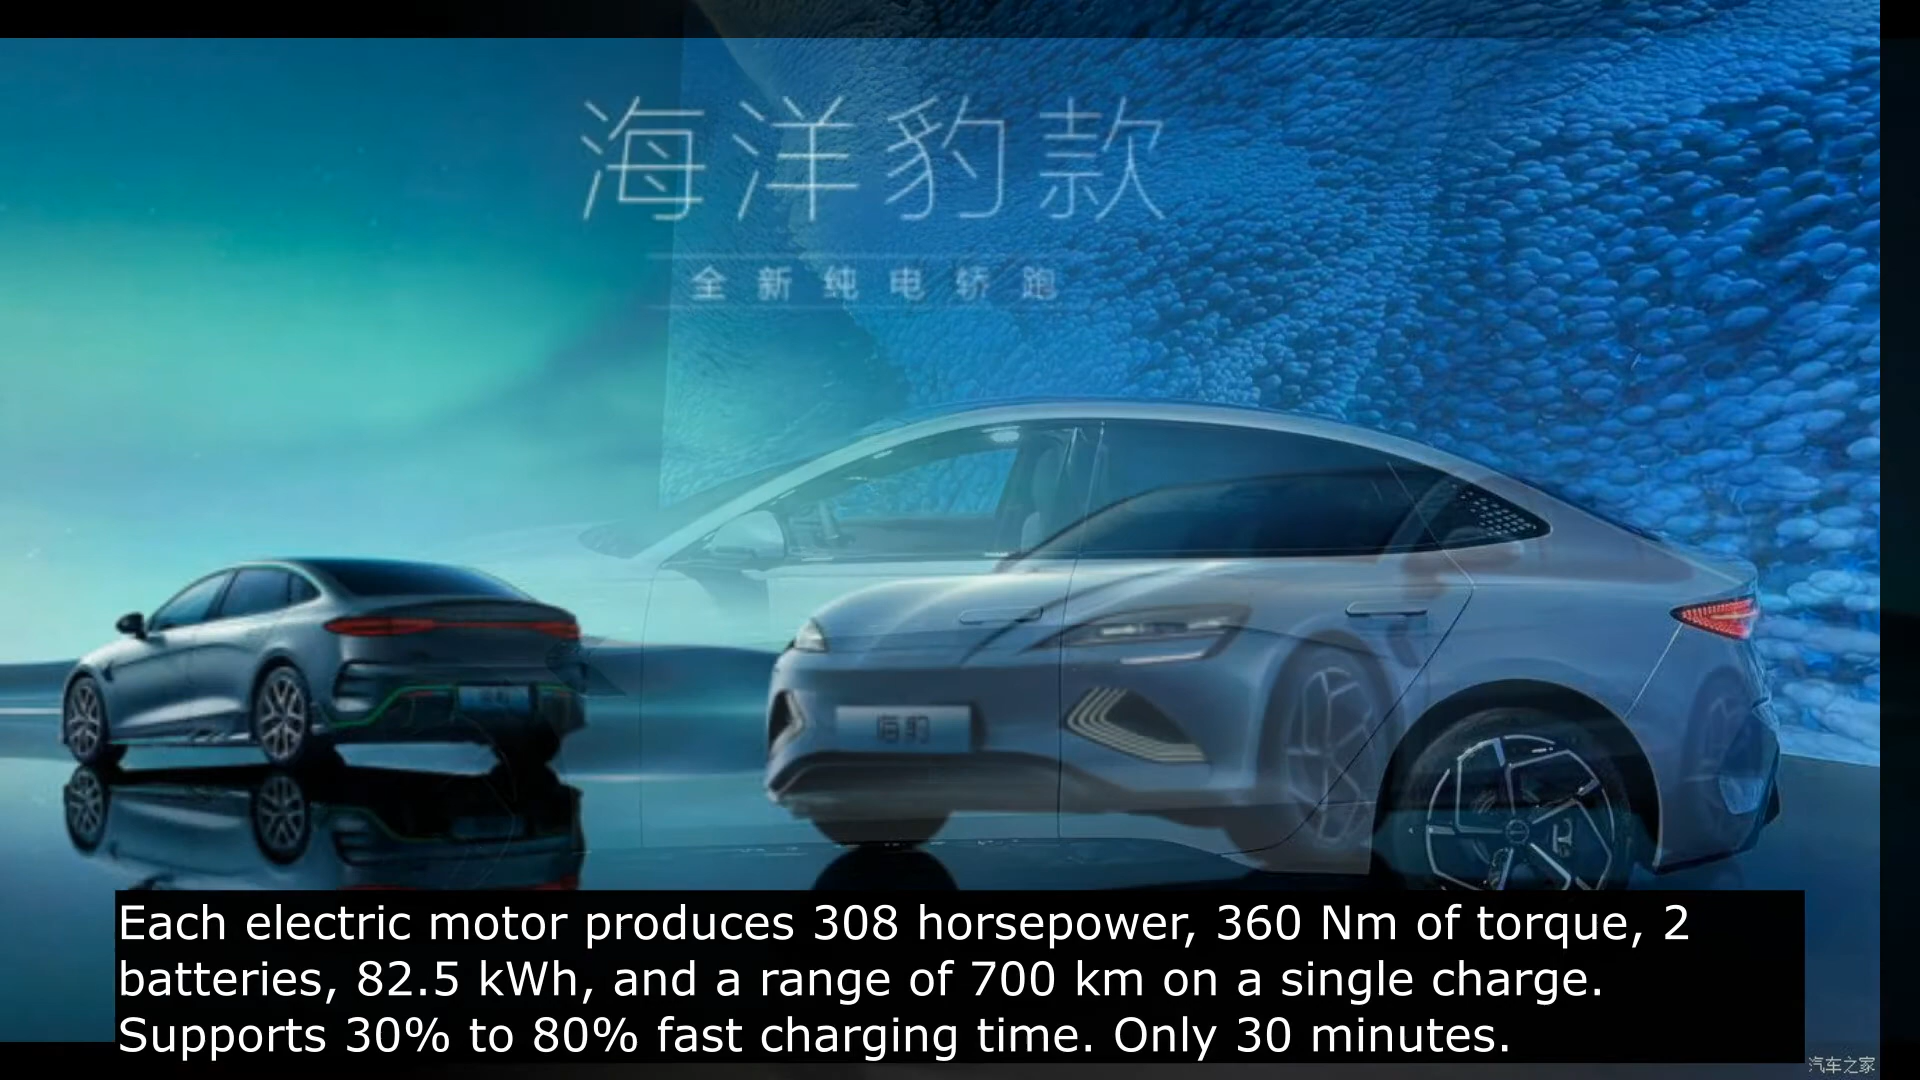 海洋豹款
全新纯电轿跑
海豹
Each electric motor produces 308 horsepower, 360 Nm of torque, 2
batteries, 82.5 kWh, and a range of 700 km on a single charge.
Supports 30% to 80% fast charging time. Only 30 minutes.
汽车之家